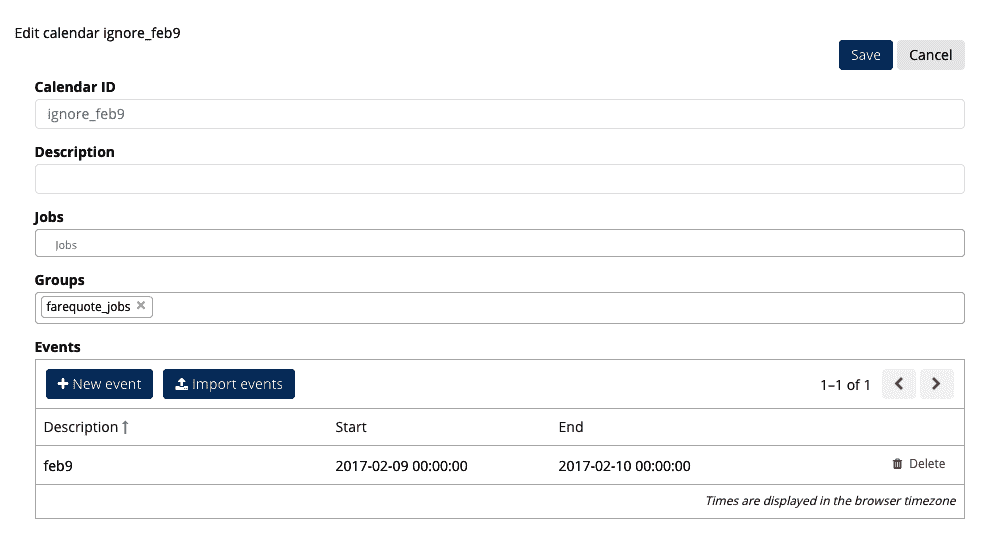 Edit calendar ignore_feb9
Save Cancel
Calendar ID
ignore_feb9
Description
Jobs
Jobs
Groups
farequote_jobs
Events
New event Import events 1–1 of 1
Description Start End
feb9 2017-02-09 00:00:00 2017-02-10 00:00:00 Delete
Times are displayed in the browser timezone